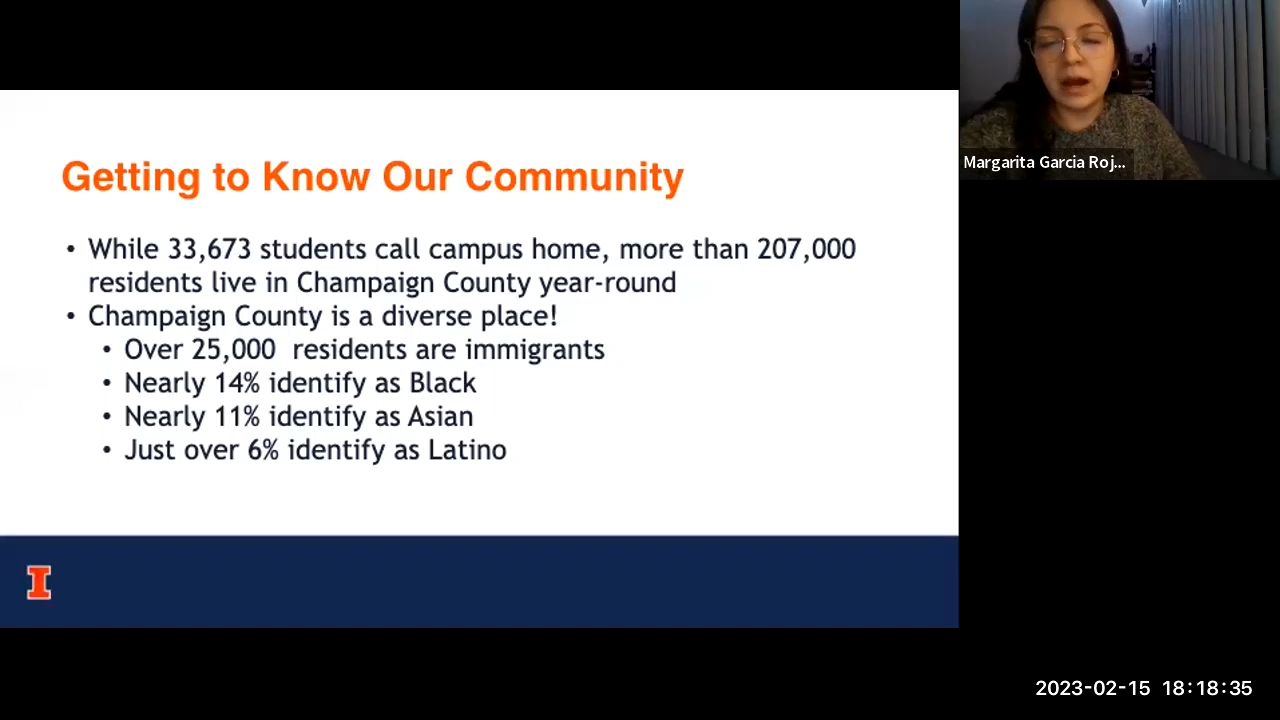 Getting to Know Our Community
• While 33,673 students call campus home, more than 207,000
residents live in Champaign County year-round
• Champaign County is a diverse place!
• Over 25,000  residents are immigrants
• Nearly 14% identify as Black
• Nearly 11% identify as Asian
• Just over 6% identify as Latino
I
Margarita Garcia Roj...
2023-02-15 18:18:35